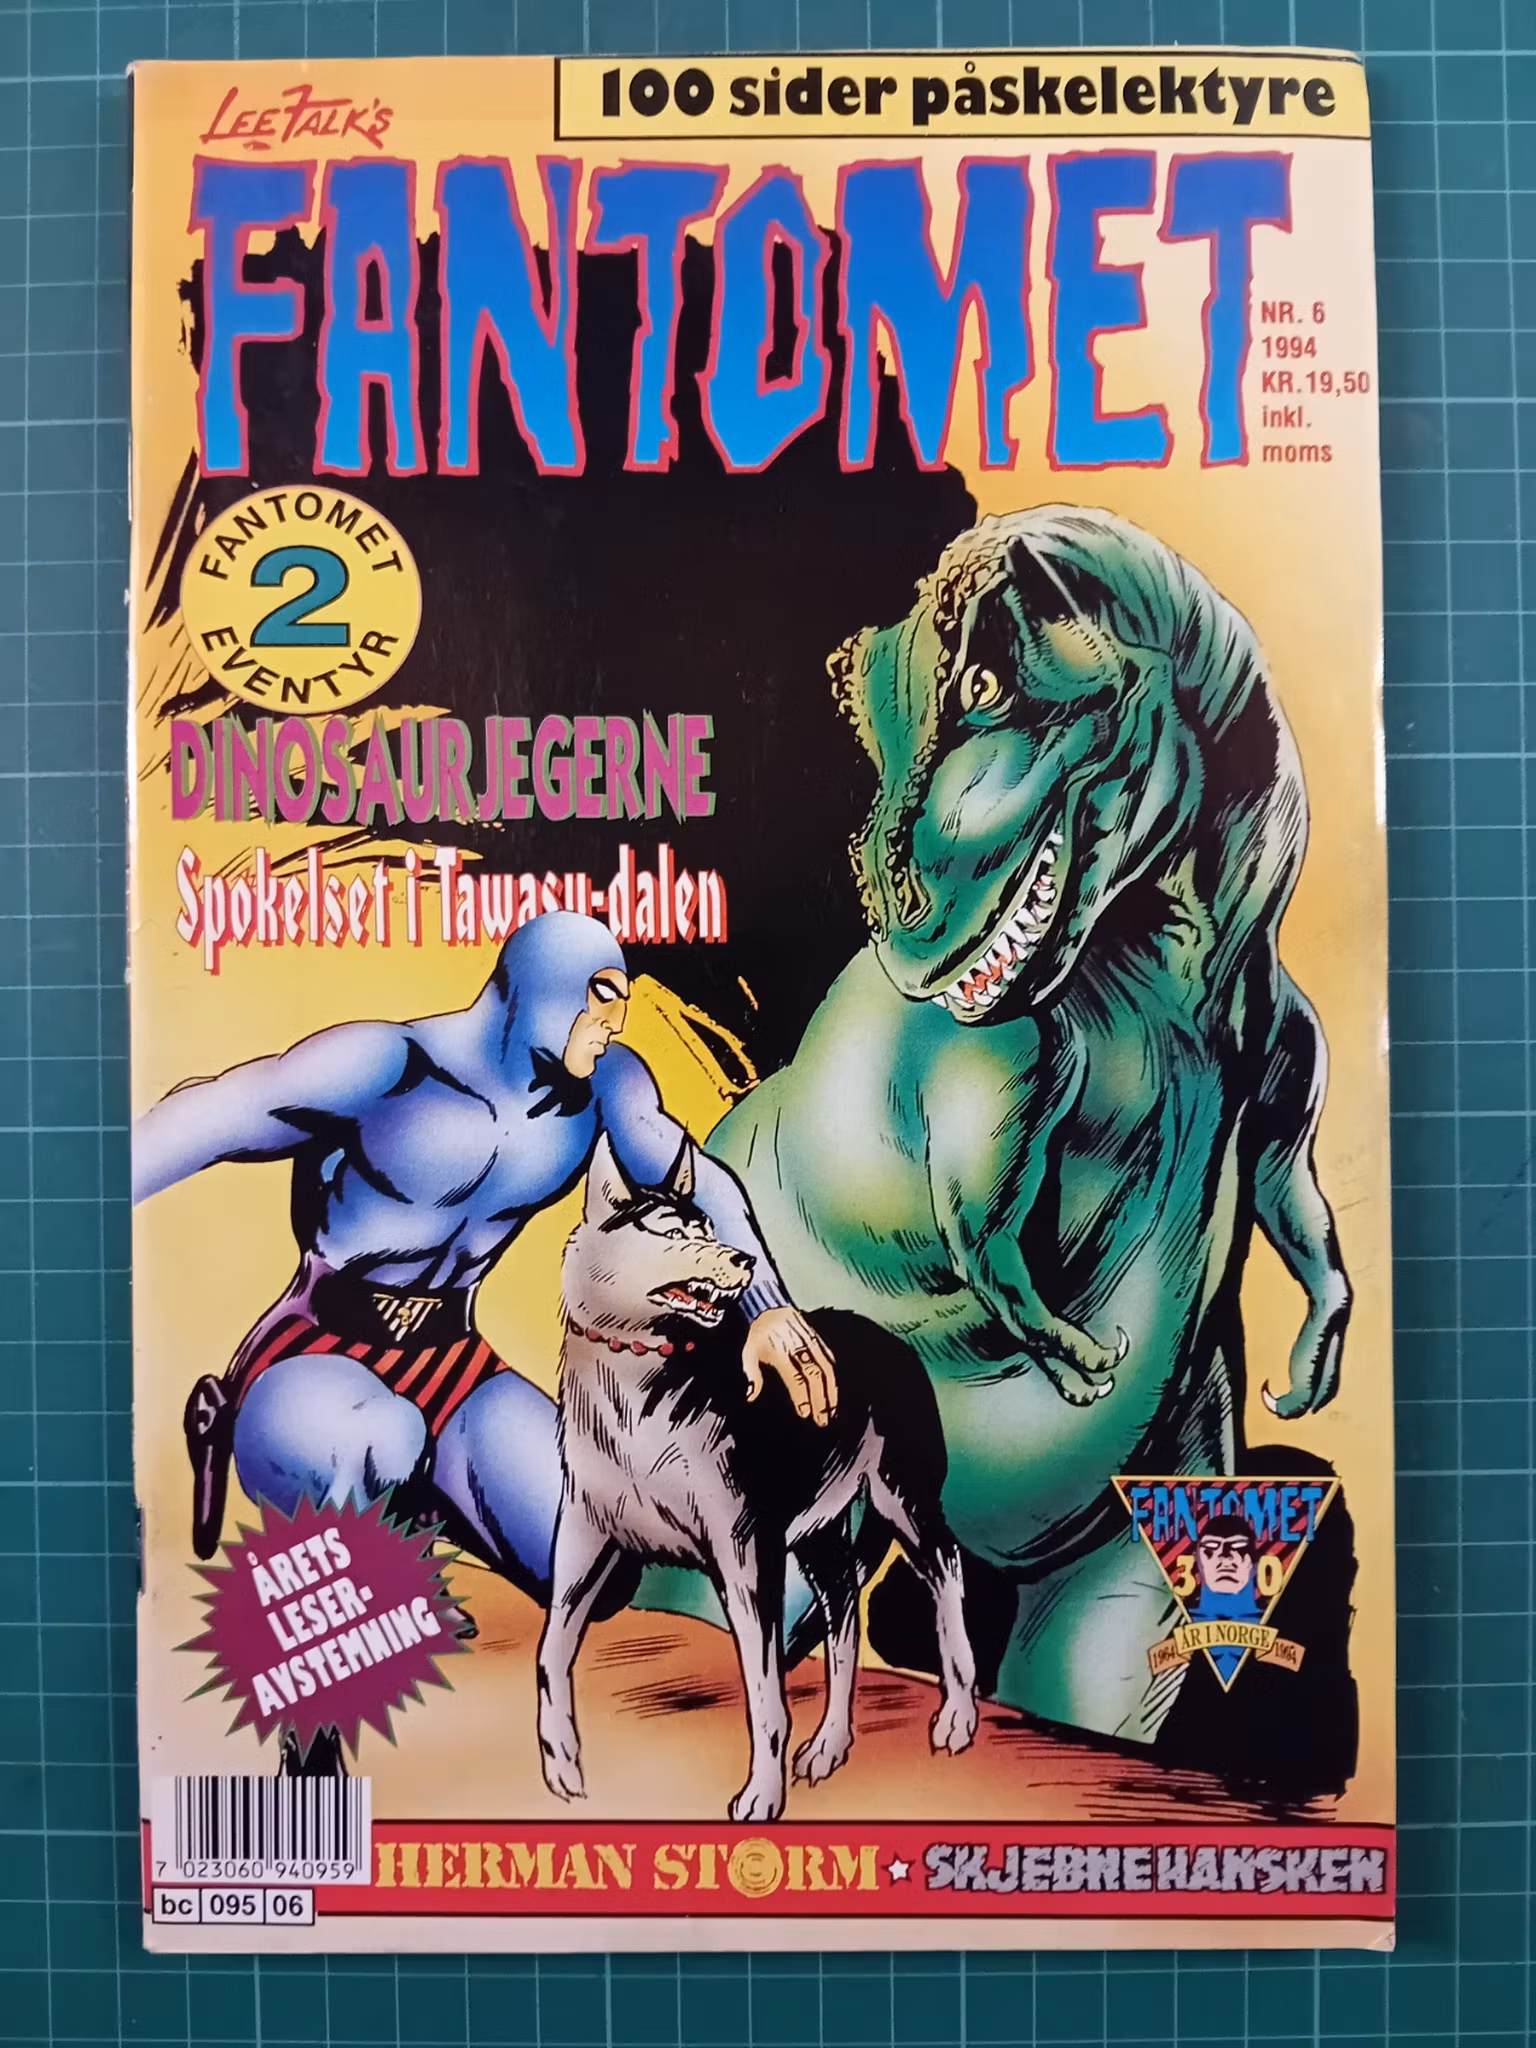 100 sider påskelektyre
LEE FALK'S
FANTOMET
NR. 6
1994
KR.19,50
inkl.
moms
FANTOMET
2
EVENTYR
DINOSAURJEGERNE
Spøkelset i Tawasu-dalen
ÅRETS
LESER-
AVSTEMNING
FANTOMET
30
ÅR I NORGE
1964 1994
7 023060 940959
bc 095 06
HERMAN STORM ★ SKJEBNEHANSKEN